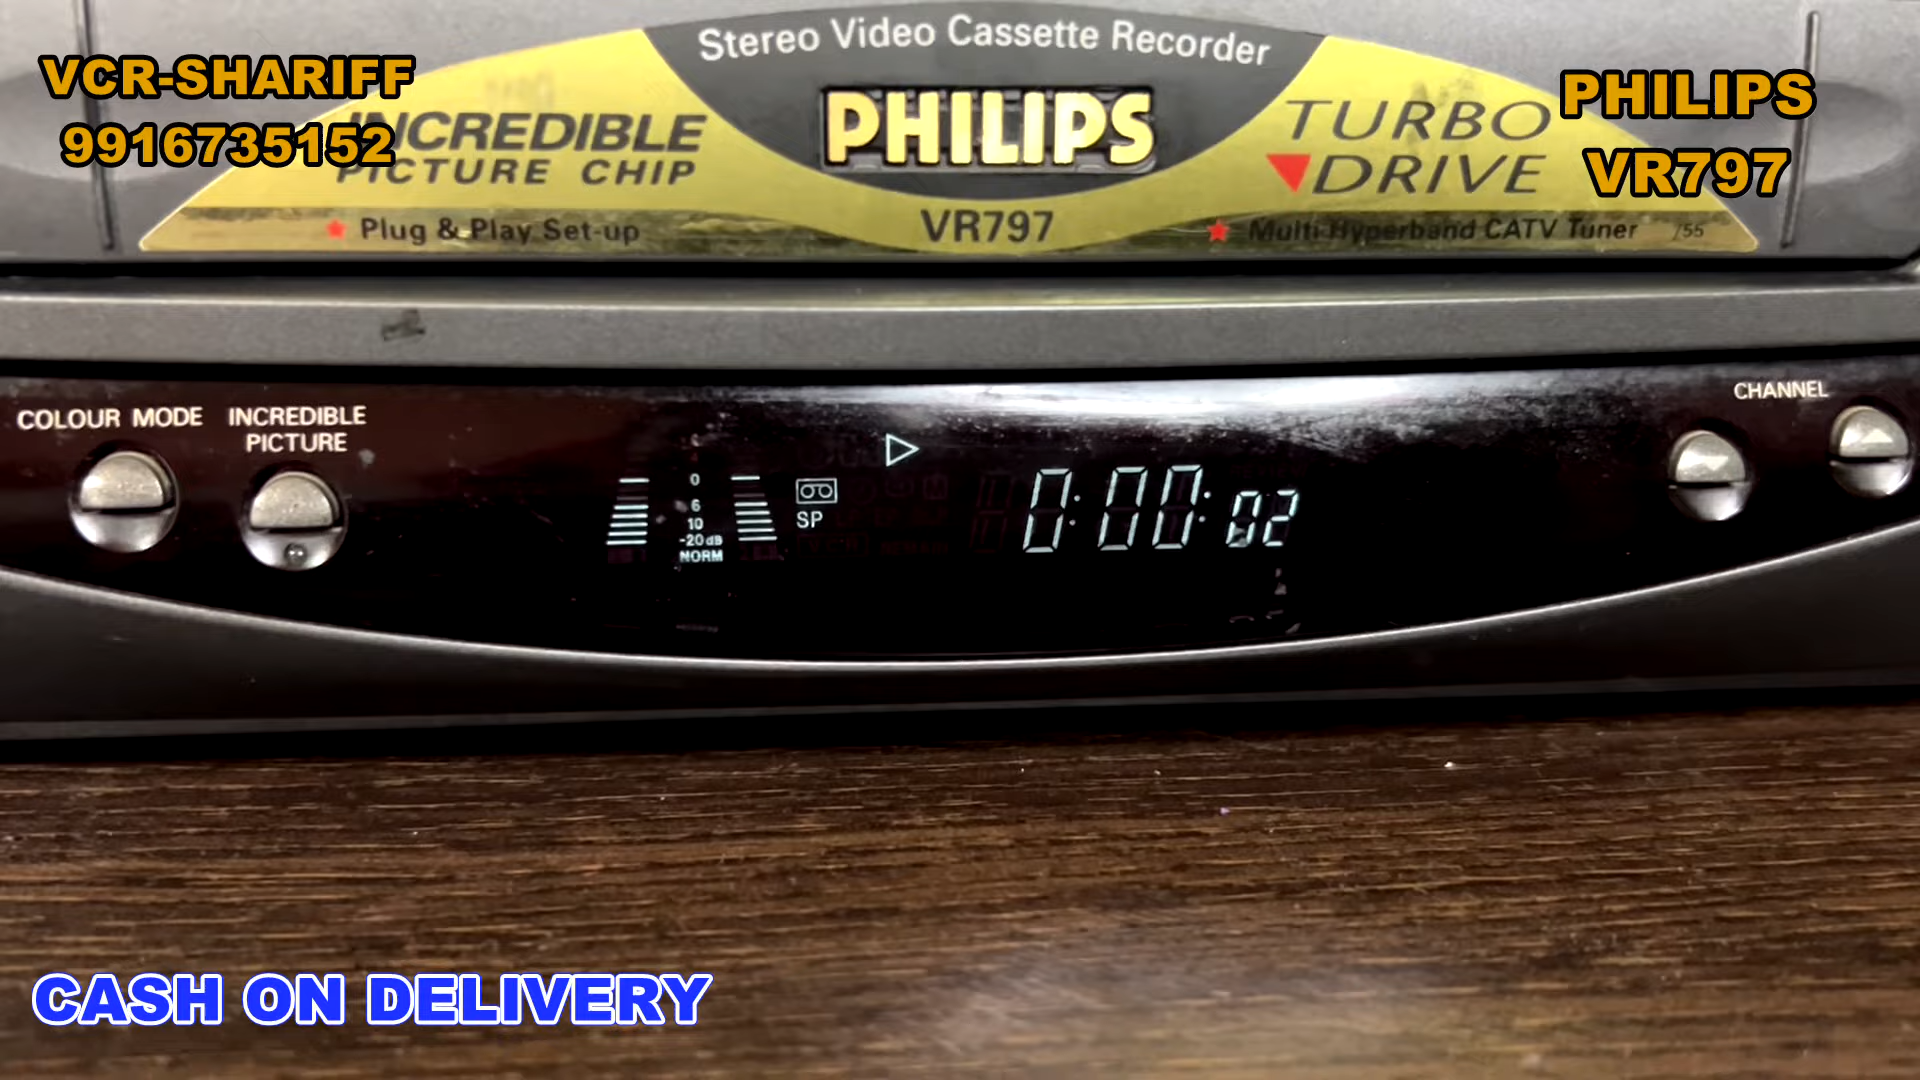 Stereo Video Cassette Recorder
VCR-SHARIFF
9916735152
INCREDIBLE
PICTURE CHIP
PHILIPS
TURBO
DRIVE
PHILIPS
VR797
Plug & Play Set-up
VR797
Multi Hyperband CATV Tuner /55
COLOUR MODE
INCREDIBLE
PICTURE
CHANNEL
0
6
10
-20dB
NORM
SP
0:00:02
CASH ON DELIVERY